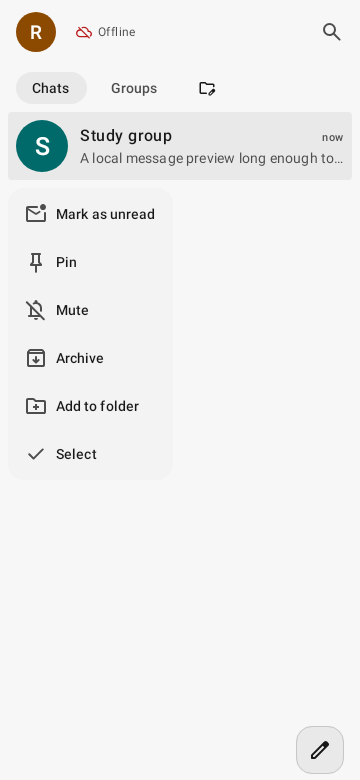 R
Offline
Chats
Groups
S
Study group
now
A local message preview long enough to…
Mark as unread
Pin
Mute
Archive
Add to folder
Select